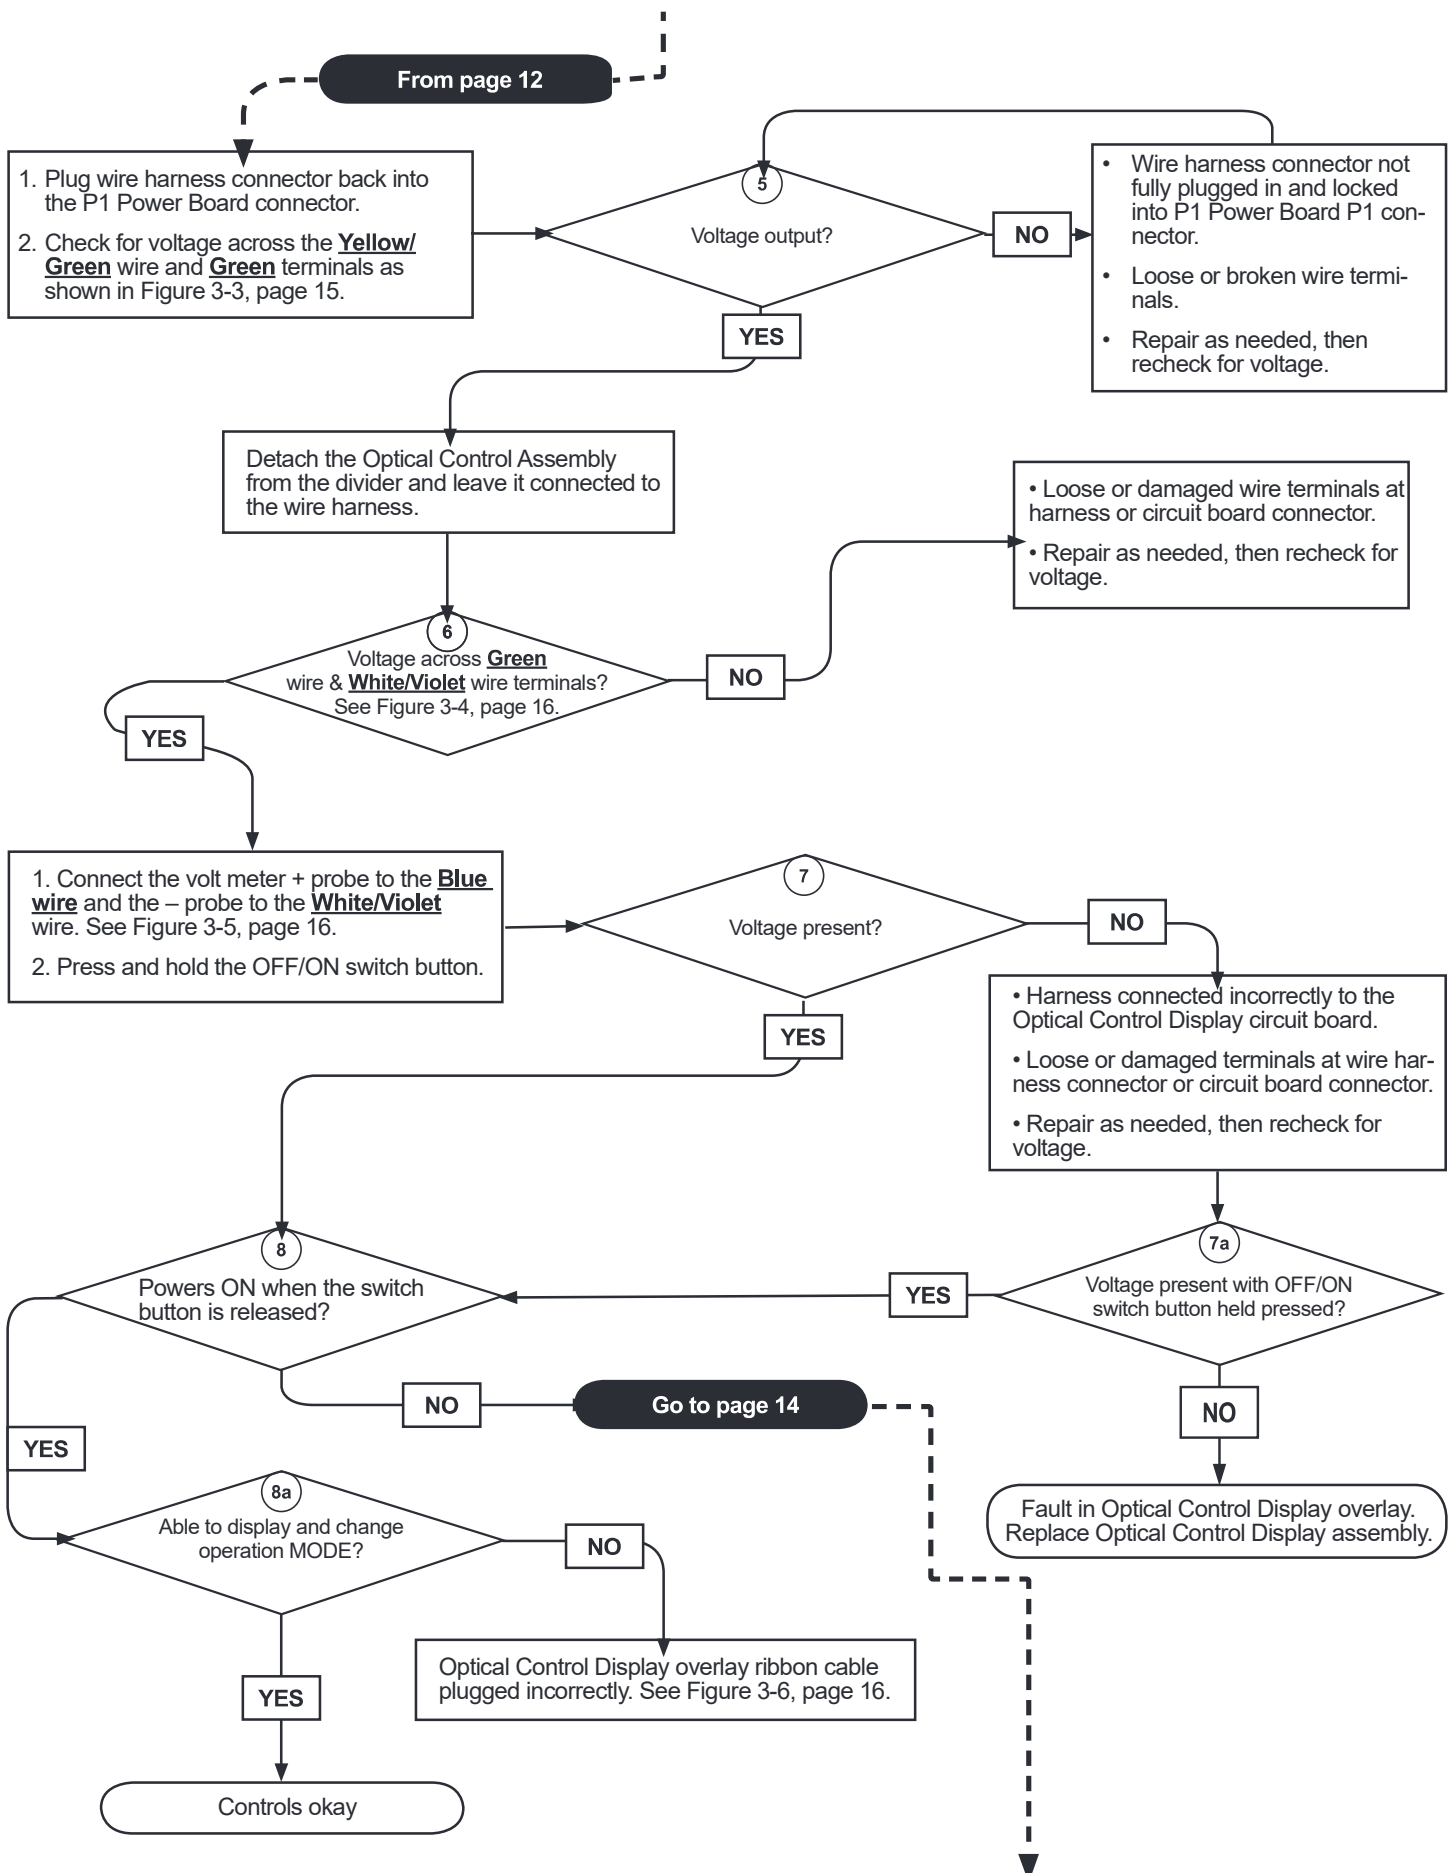 From page 12
1. Plug wire harness connector back into
the P1 Power Board connector.
2. Check for voltage across the Yellow/
Green wire and Green terminals as
shown in Figure 3-3, page 15.
5
Voltage output?
NO
• Wire harness connector not
fully plugged in and locked
into P1 Power Board P1 con-
nector.
• Loose or broken wire termi-
nals.
• Repair as needed, then
recheck for voltage.
YES
Detach the Optical Control Assembly
from the divider and leave it connected to
the wire harness.
6
Voltage across Green
wire & White/Violet wire terminals?
See Figure 3-4, page 16.
NO
• Loose or damaged wire terminals at
harness or circuit board connector.
• Repair as needed, then recheck for
voltage.
YES
1. Connect the volt meter + probe to the Blue
wire and the – probe to the White/Violet
wire. See Figure 3-5, page 16.
2. Press and hold the OFF/ON switch button.
7
Voltage present?
NO
• Harness connected incorrectly to the
Optical Control Display circuit board.
• Loose or damaged terminals at wire har-
ness connector or circuit board connector.
• Repair as needed, then recheck for
voltage.
YES
7a
Voltage present with OFF/ON
switch button held pressed?
YES
NO
Fault in Optical Control Display overlay.
Replace Optical Control Display assembly.
8
Powers ON when the switch
button is released?
NO
Go to page 14
YES
8a
Able to display and change
operation MODE?
NO
Optical Control Display overlay ribbon cable
plugged incorrectly. See Figure 3-6, page 16.
YES
Controls okay